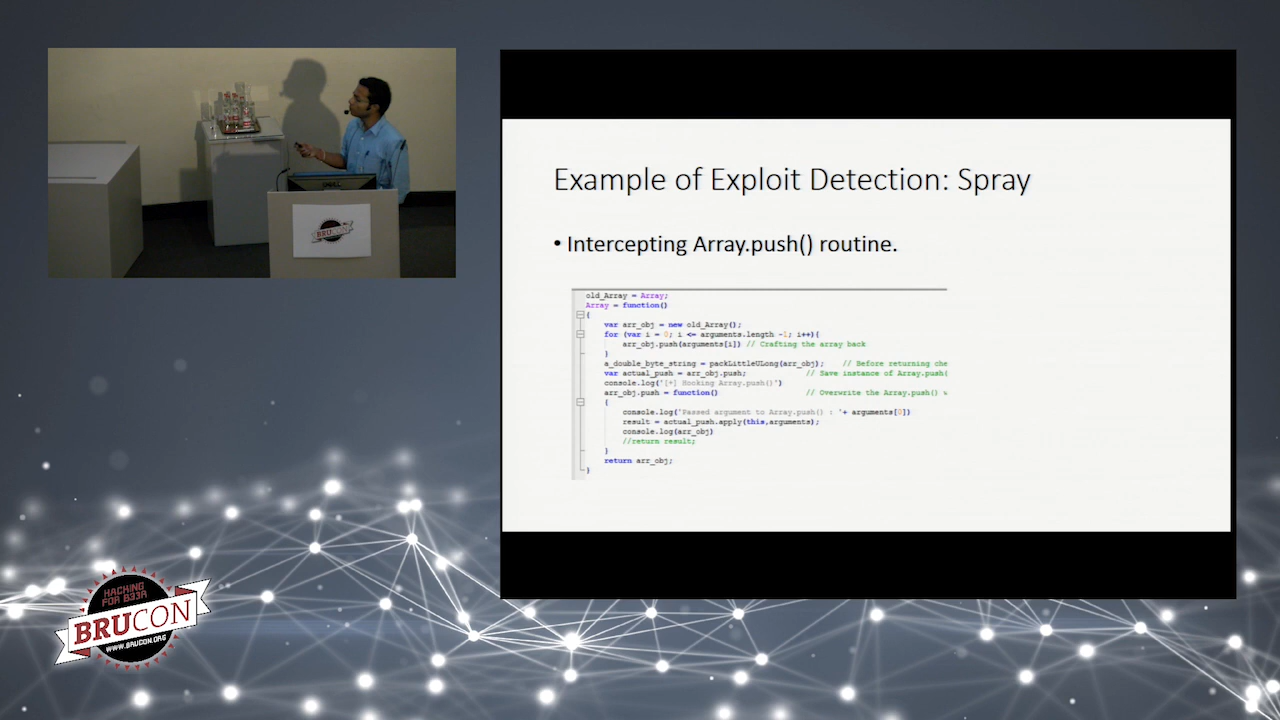 BRUCON
Example of Exploit Detection: Spray
• Intercepting Array.push() routine.
old_Array = Array;
Array = function()
{
var arr_obj = new old_Array();
for (var i = 0; i <= arguments.length -1; i++){
arr_obj.push(arguments[i]) // Crafting the array back
}
a_double_byte_string = packLittleULong(arr_obj); // Before returning che
var actual_push = arr_obj.push; // Save instance of Array.push(
console.log('[+] Hooking Array.push()')
arr_obj.push = function() // Overwrite the Array.push() w
{
console.log('Passed argument to Array.push() : '+ arguments[0])
result = actual_push.apply(this,arguments);
console.log(arr_obj)
//return result;
}
return arr_obj;
}
HACKING
FOR B33R
BRUCON
WWW.BRUCON.ORG